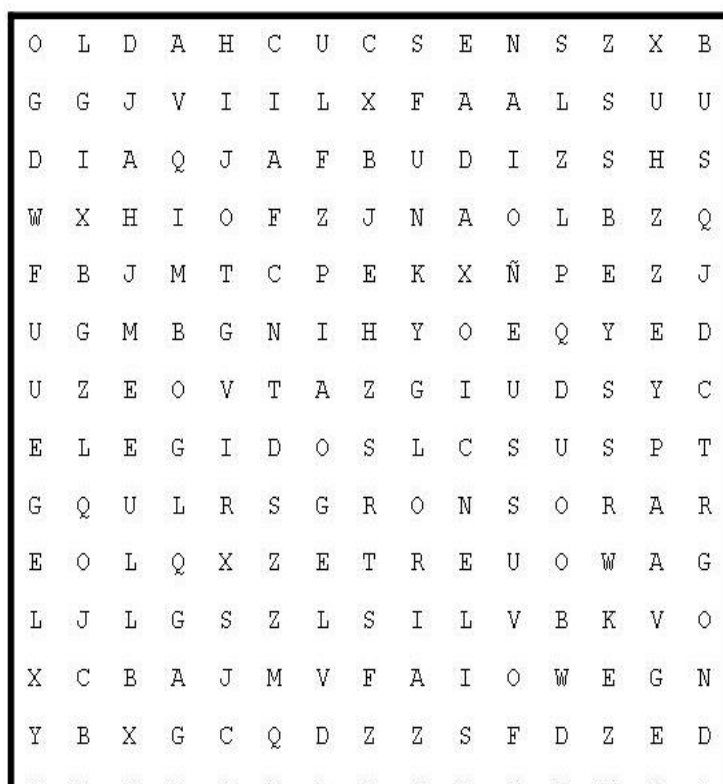 O L D A H C U C S E N S Z X B
G G J V I I L X F A A L S U U
D I A Q J A F B U D I Z S H S
W X H I O F Z J N A O L B Z Q
F B J M T C P E K X Ñ P E Z J
U G M B G N I H Y O E Q Y E D
U Z E O V T A Z G I U D S Y C
E L E G I D O S L C S U S P T
G Q U L R S G R O N S O R A R
E O L Q X Z E T R E U O W A G
L J L G S Z L S I L V B K V O
X C B A J M V F A I O W E G N
Y B X G C Q D Z Z S F D Z E D